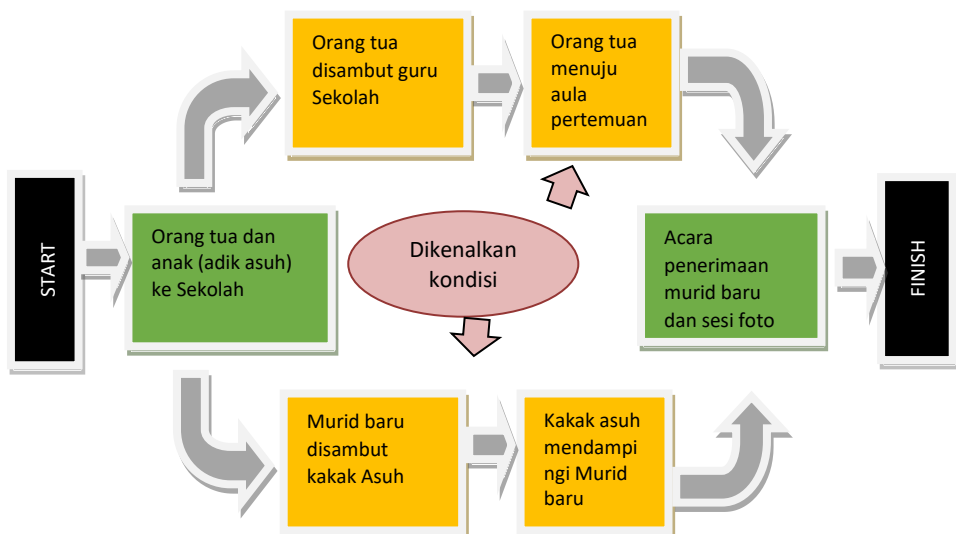 START
Orang tua dan
anak (adik asuh)
ke Sekolah
Orang tua
disambut guru
Sekolah
Orang tua
menuju
aula
pertemuan
Dikenalkan
kondisi
Murid baru
disambut
kakak Asuh
Kakak asuh
mendampi
ngi Murid
baru
Acara
penerimaan
murid baru
dan sesi foto
FINISH